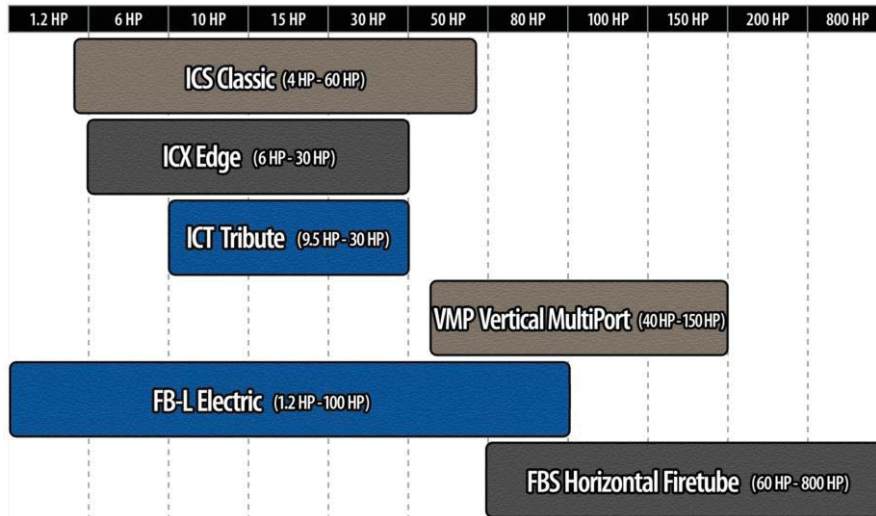 1.2 HP 6 HP 10 HP 15 HP 30 HP 50 HP 80 HP 100 HP 150 HP 200 HP 800 HP
ICS Classic (4 HP - 60 HP)
ICX Edge (6 HP - 30 HP)
ICT Tribute (9.5 HP - 30 HP)
VMP Vertical MultiPort (40 HP - 150 HP)
FB-L Electric (1.2 HP - 100 HP)
FBS Horizontal Firetube (60 HP - 800 HP)